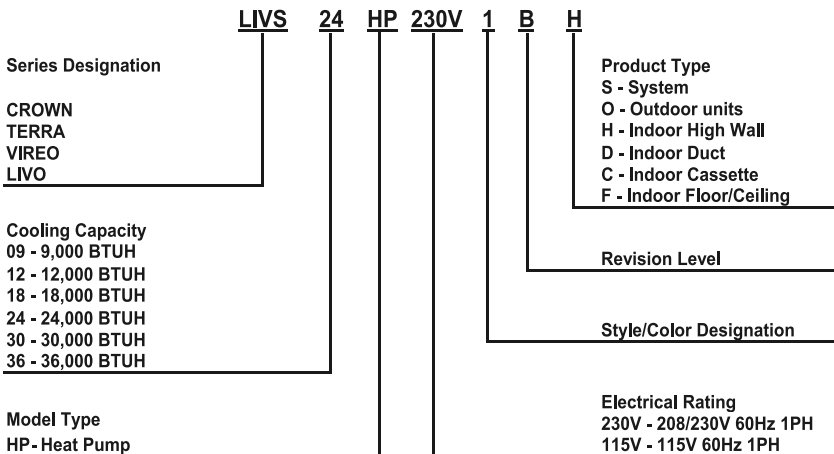 LIVS 24 HP 230V 1 B H
Series Designation
CROWN
TERRA
VIREO
LIVO
Cooling Capacity
09 - 9,000 BTUH
12 - 12,000 BTUH
18 - 18,000 BTUH
24 - 24,000 BTUH
30 - 30,000 BTUH
36 - 36,000 BTUH
Model Type
HP - Heat Pump
Product Type
S - System
O - Outdoor units
H - Indoor High Wall
D - Indoor Duct
C - Indoor Cassette
F - Indoor Floor/Ceiling
Revision Level
Style/Color Designation
Electrical Rating
230V - 208/230V 60Hz 1PH
115V - 115V 60Hz 1PH